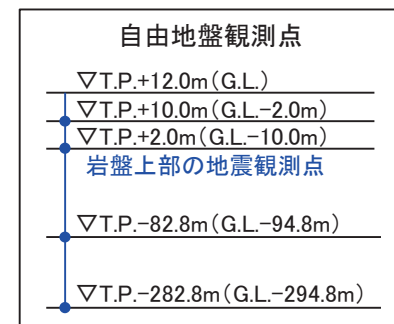 自由地盤観測点
▽T.P.+12.0m(G.L.)
▽T.P.+10.0m(G.L.-2.0m)
▽T.P.+2.0m(G.L.-10.0m)
岩盤上部の地震観測点
▽T.P.-82.8m(G.L.-94.8m)
▽T.P.-282.8m(G.L.-294.8m)